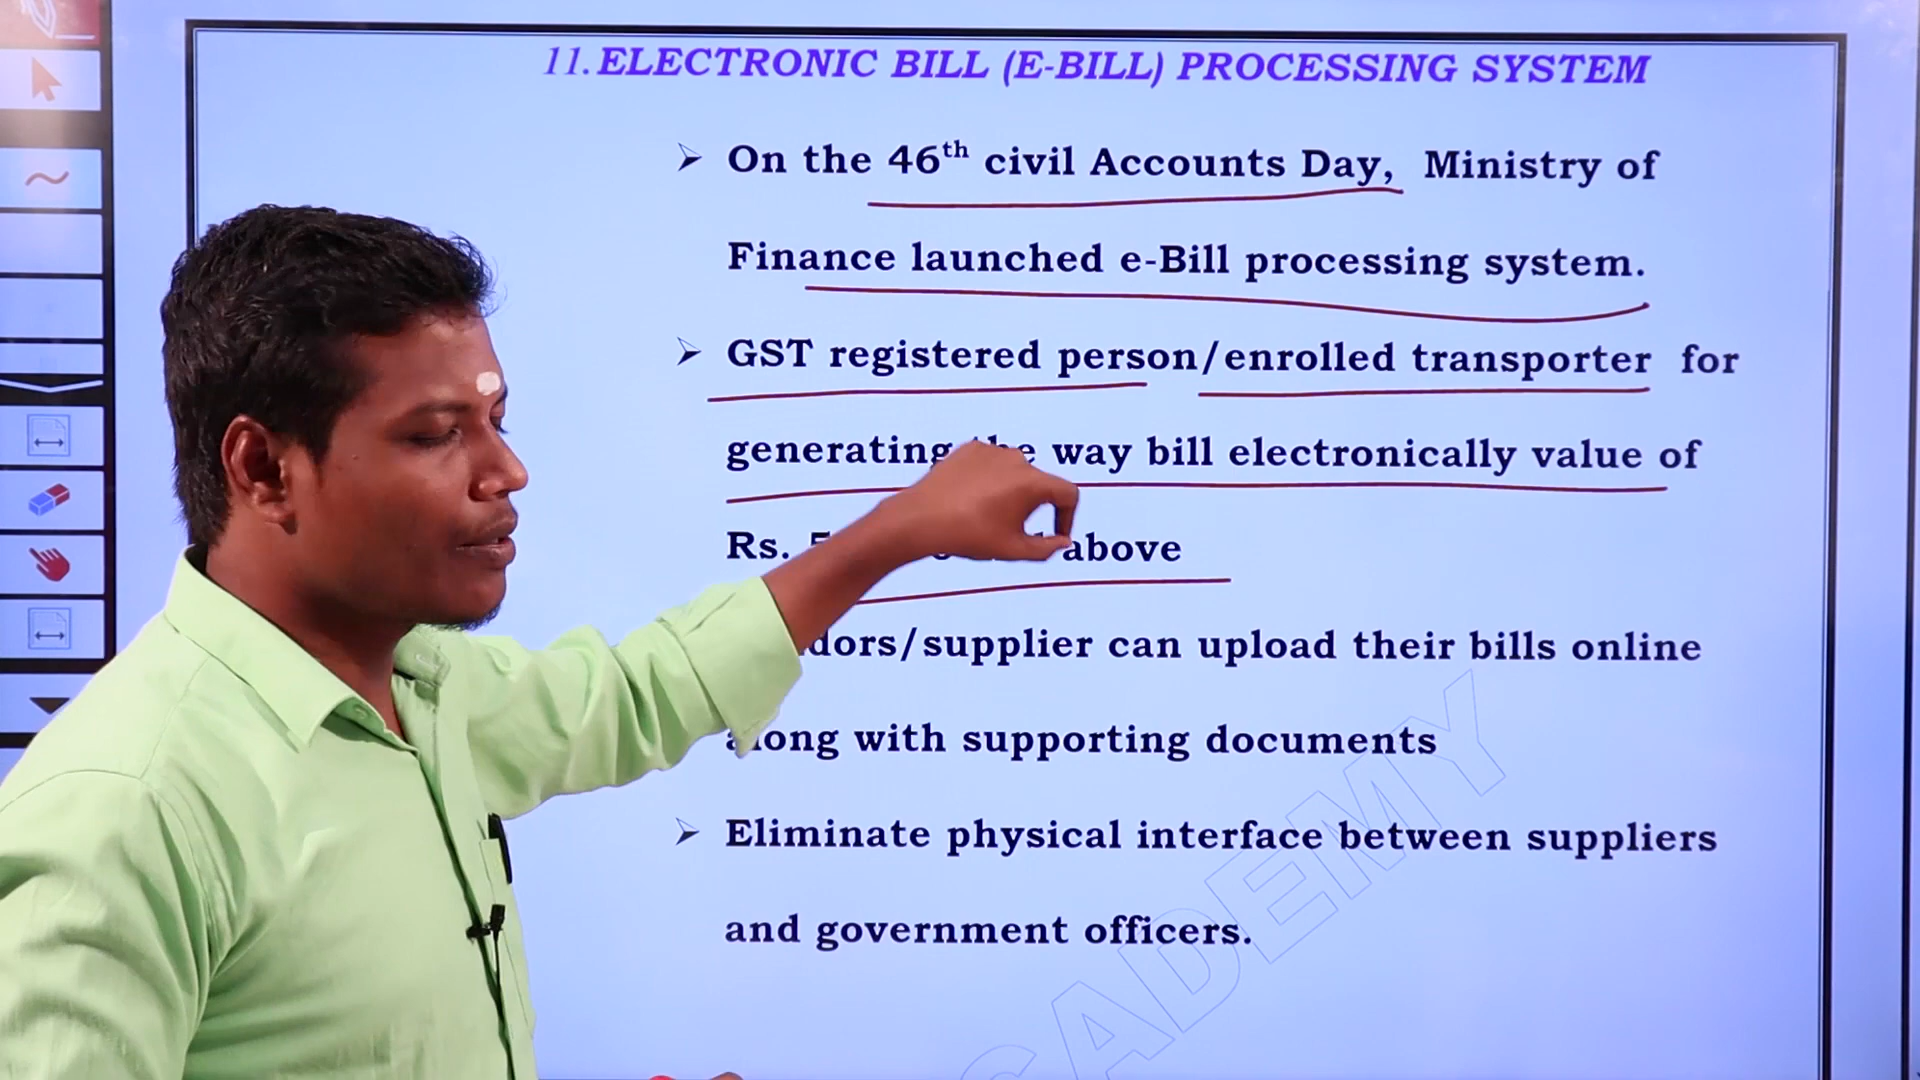 11. ELECTRONIC BILL (E-BILL) PROCESSING SYSTEM
➢ On the 46th civil Accounts Day, Ministry of
Finance launched e-Bill processing system.
➢ GST registered person/enrolled transporter for
generating way bill electronically value of
Rs. above
supplier can upload their bills online
along with supporting documents
➢ Eliminate physical interface between suppliers
and government officers.